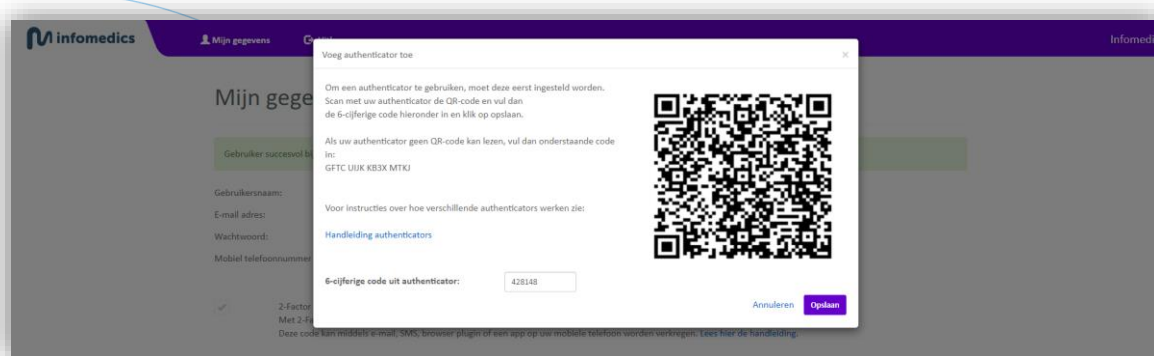 infomedics
Mijn gegevens
Infomedi
Voeg authenticator toe
×
Mijn gege
Om een authenticator te gebruiken, moet deze eerst ingesteld worden.
Scan met uw authenticator de QR-code en vul dan
de 6-cijferige code hieronder in en klik op opslaan.
Als uw authenticator geen QR-code kan lezen, vul dan onderstaande code
in:
GFTC UUK KB3X MTKJ
Gebruiker succesvol bi
Gebruikersnaam:
E-mail adres:
Wachtwoord:
Mobiel telefoonnummer
Voor instructies over hoe verschillende authenticators werken zie:
Handleiding authenticators
6-cijferige code uit authenticator:
428148
Annuleren
Opslaan
2-Factor
Met 2-Fa
Deze code kan middels e-mail, SMS, browser plugin of een app op uw mobiele telefoon worden verkregen. Lees hier de handleiding.